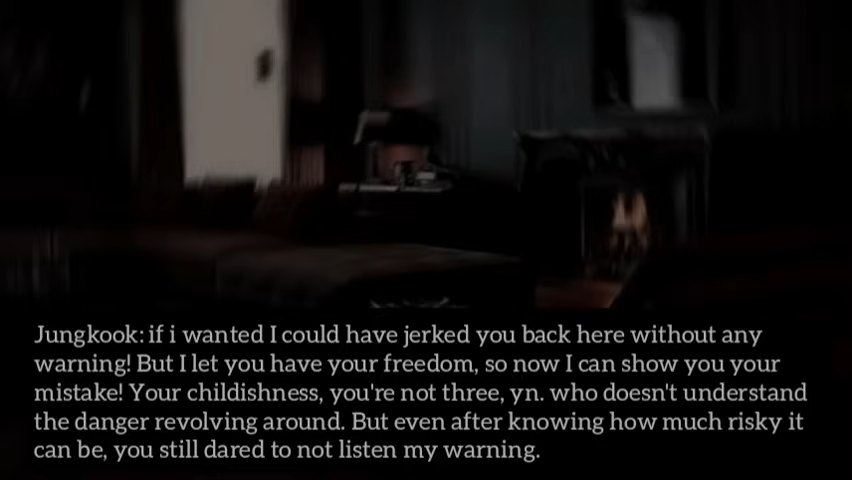 Jungkook: if i wanted I could have jerked you back here without any
warning! But I let you have your freedom, so now I can show you your
mistake! Your childishness, you're not three, yn. who doesn't understand
the danger revolving around. But even after knowing how much risky it
can be, you still dared to not listen my warning.